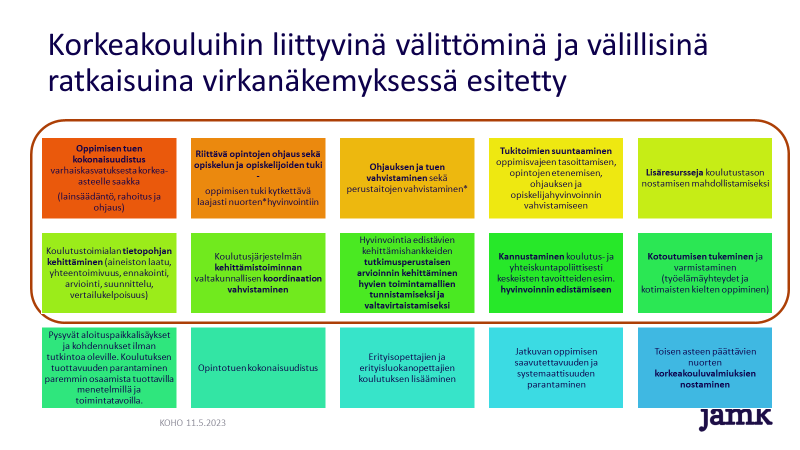 Korkeakouluihin liittyvinä välittöminä ja välillisinä
ratkaisuina virkanäkemyksessä esitetty
Oppimisen tuen
kokonaisuudistus
varhaiskasvatuksesta korkea-
asteelle saakka
(lainsäädäntö, rahoitus ja
ohjaus)
Riittävä opintojen ohjaus sekä
opiskelun ja opiskelijoiden tuki
-
oppimisen tuki kytkettävä
laajasti nuorten*hyvinvointiin
Ohjauksen ja tuen
vahvistaminen sekä
perustaitojen vahvistaminen*
Tukitoimien suuntaaminen
oppimisvajeen tasoittamisen,
opintojen etenemisen,
ohjauksen ja
opiskelijahyvinvoinnin
vahvistamiseen
Lisäresursseja koulutustason
nostamisen mahdollistamiseksi
Koulutustoimialan tietopohjan
kehittäminen (aineiston laatu,
yhteentoimivuus, ennakointi,
arviointi, suunnittelu,
vertailukelpoisuus)
Koulutusjärjestelmän
kehittämistoiminnan
valtakunnallisen koordinaation
vahvistaminen
Hyvinvointia edistävien
kehittämishankkeiden
tutkimusperustaisen
arvioinnin kehittäminen
hyvien toimintamallien
tunnistamiseksi ja
valtavirtaistamiseksi
Kannustaminen koulutus- ja
yhteiskuntapoliittisesti
keskeisten tavoitteiden esim.
hyvinvoinnin edistämiseen
Kotoutumisen tukeminen ja
varmistaminen
(työelämäyhteydet ja
kotimaisten kielten oppiminen)
Pysyvät aloituspaikkalisäykset
ja kohdennukset ilman
tutkintoa oleville. Koulutuksen
tuottavuuden parantaminen
paremmin osaamista tuottavilla
menetelmillä ja
toimintatavoilla.
Opintotuen kokonaisuudistus
Erityisopettajien ja
erityisluokanopettajien
koulutuksen lisääminen
Jatkuvan oppimisen
saavutettavuuden ja
systemaattisuuden
parantaminen
Toisen asteen päättävien
nuorten
korkeakouluvalmiuksien
nostaminen
KOHO 11.5.2023
jamk